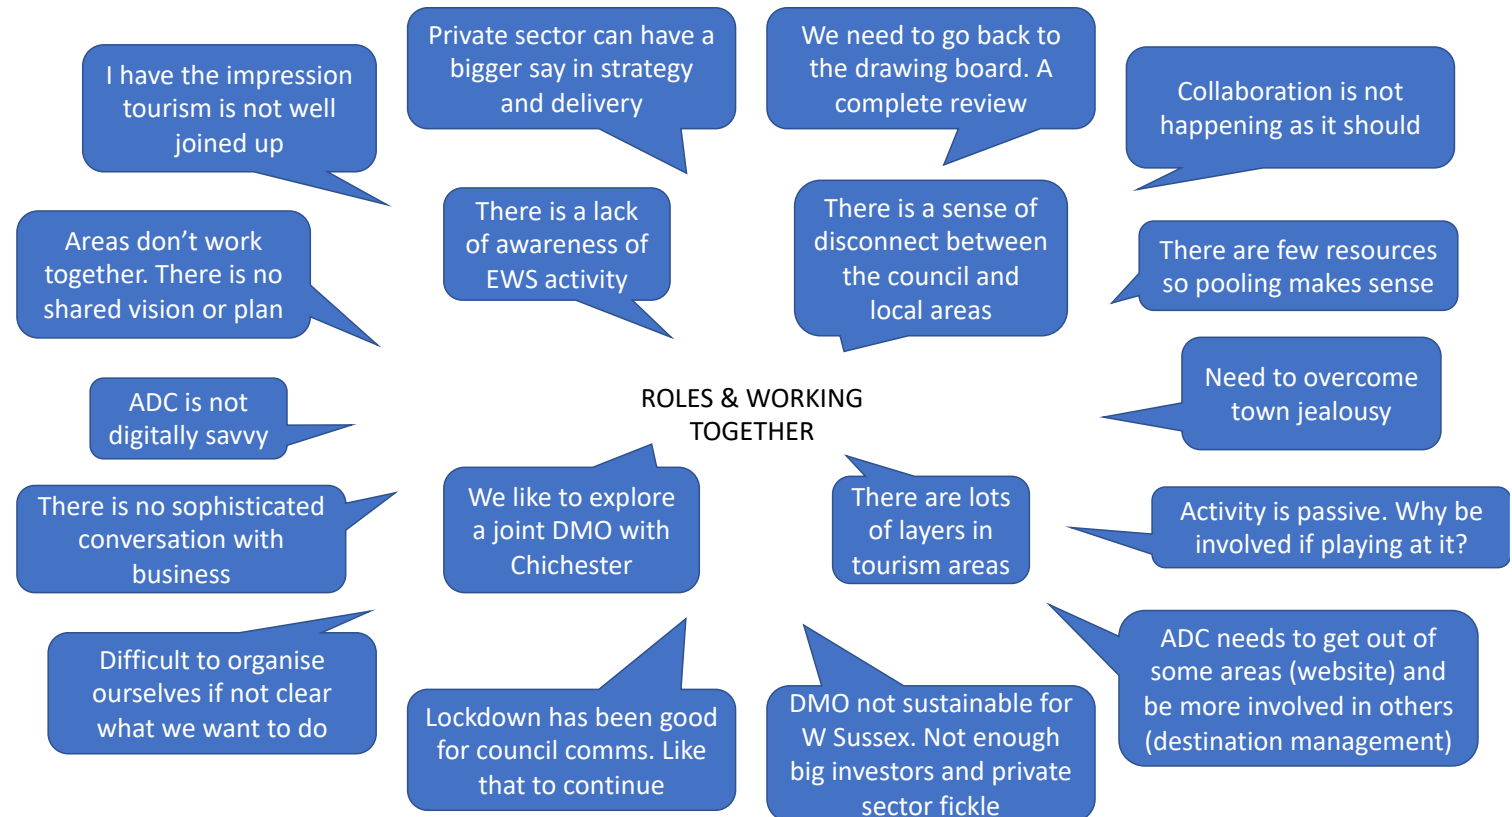 I have the impression
tourism is not well
joined up
Private sector can have a
bigger say in strategy
and delivery
We need to go back to
the drawing board. A
complete review
Collaboration is not
happening as it should
Areas don’t work
together. There is no
shared vision or plan
There is a lack
of awareness of
EWS activity
There is a sense of
disconnect between
the council and
local areas
There are few resources
so pooling makes sense
ADC is not
digitally savvy
ROLES & WORKING
TOGETHER
Need to overcome
town jealousy
There is no sophisticated
conversation with
business
We like to explore
a joint DMO with
Chichester
There are lots
of layers in
tourism areas
Activity is passive. Why be
involved if playing at it?
Difficult to organise
ourselves if not clear
what we want to do
Lockdown has been good
for council comms. Like
that to continue
DMO not sustainable for
W Sussex. Not enough
big investors and private
sector fickle
ADC needs to get out of
some areas (website) and
be more involved in others
(destination management)